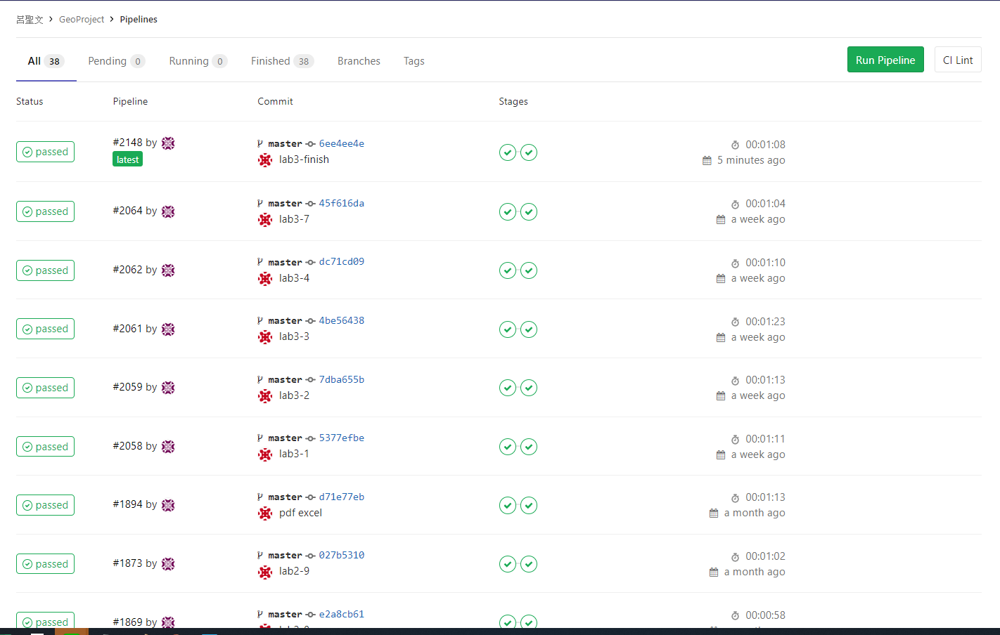 呂聖文 > GeoProject > Pipelines
All 38 Pending 0 Running 0 Finished 38 Branches Tags Run Pipeline CI Lint
Status Pipeline Commit Stages
passed #2148 by master 6ee4ee4e 00:01:08
latest lab3-finish 5 minutes ago
passed #2064 by master 45f616da 00:01:04
lab3-7 a week ago
passed #2062 by master dc71cd09 00:01:10
lab3-4 a week ago
passed #2061 by master 4be56438 00:01:23
lab3-3 a week ago
passed #2059 by master 7dba655b 00:01:13
lab3-2 a week ago
passed #2058 by master 5377efbe 00:01:11
lab3-1 a week ago
passed #1894 by master d71e77eb 00:01:13
pdf excel a month ago
passed #1873 by master 027b5310 00:01:02
lab2-9 a month ago
passed #1869 by master e2a8cb61 00:00:58